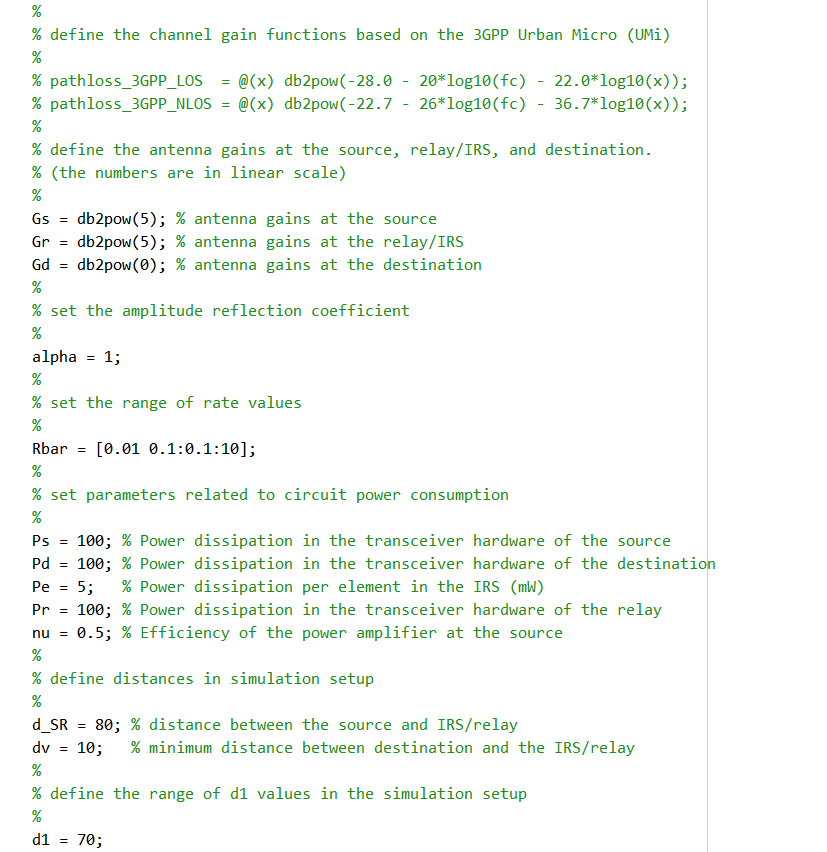 %
% define the channel gain functions based on the 3GPP Urban Micro (UMi)
%
% pathloss_3GPP_LOS  = @(x) db2pow(-28.0 - 20*log10(fc) - 22.0*log10(x));
% pathloss_3GPP_NLOS = @(x) db2pow(-22.7 - 26*log10(fc) - 36.7*log10(x));
%
% define the antenna gains at the source, relay/IRS, and destination.
% (the numbers are in linear scale)
%
Gs = db2pow(5); % antenna gains at the source
Gr = db2pow(5); % antenna gains at the relay/IRS
Gd = db2pow(0); % antenna gains at the destination
%
% set the amplitude reflection coefficient
%
alpha = 1;
%
% set the range of rate values
%
Rbar = [0.01 0.1:0.1:10];
%
% set parameters related to circuit power consumption
%
Ps = 100; % Power dissipation in the transceiver hardware of the source
Pd = 100; % Power dissipation in the transceiver hardware of the destination
Pe = 5;   % Power dissipation per element in the IRS (mW)
Pr = 100; % Power dissipation in the transceiver hardware of the relay
nu = 0.5; % Efficiency of the power amplifier at the source
%
% define distances in simulation setup
%
d_SR = 80; % distance between the source and IRS/relay
dv = 10;   % minimum distance between destination and the IRS/relay
%
% define the range of d1 values in the simulation setup
%
d1 = 70;